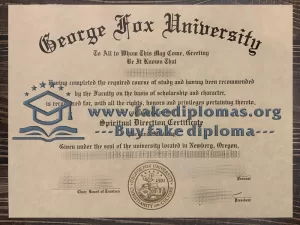 George Fox University
To All to Whom This May Come, Greeting
Be It Known That
Having completed the required course of study and having been recommended
by the Faculty on the basis of scholarship and character,
is with all the rights, honors and privileges pertaining thereto,
www.fakediplomas.org
---Buy fake diploma---
Spiritual Direction Certificate
Given under the seal of the university located in Newberg, Oregon,